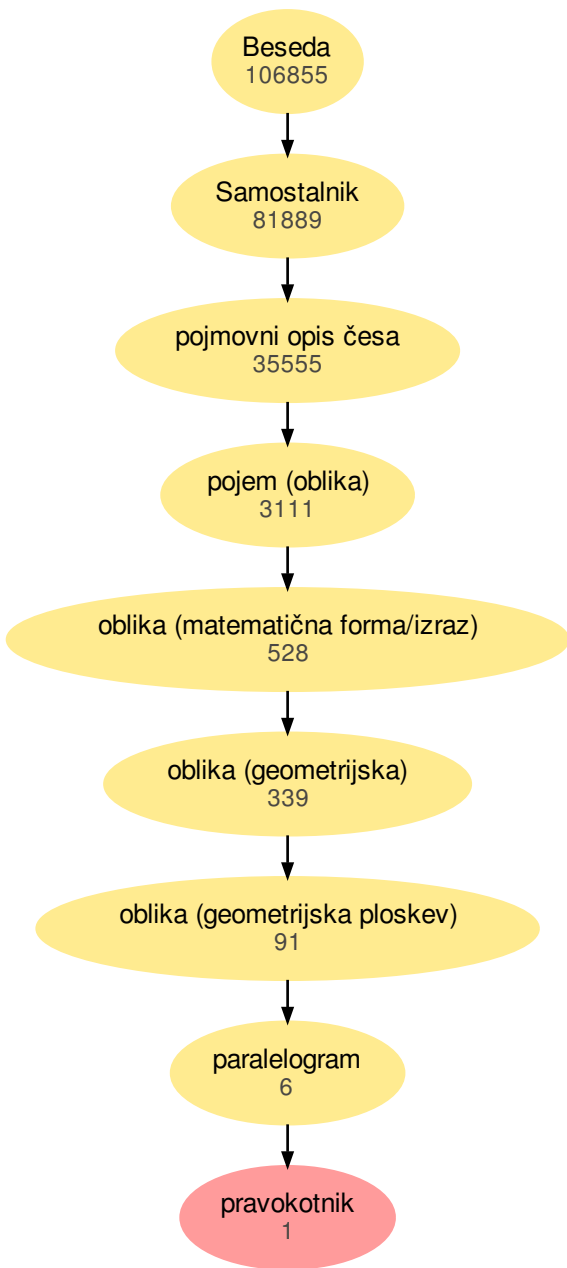 Beseda
106855
Samostalnik
81889
pojmovni opis česa
35555
pojem (oblika)
3111
oblika (matematična forma/izraz)
528
oblika (geometrijska)
339
oblika (geometrijska ploskev)
91
paralelogram
6
pravokotnik
1